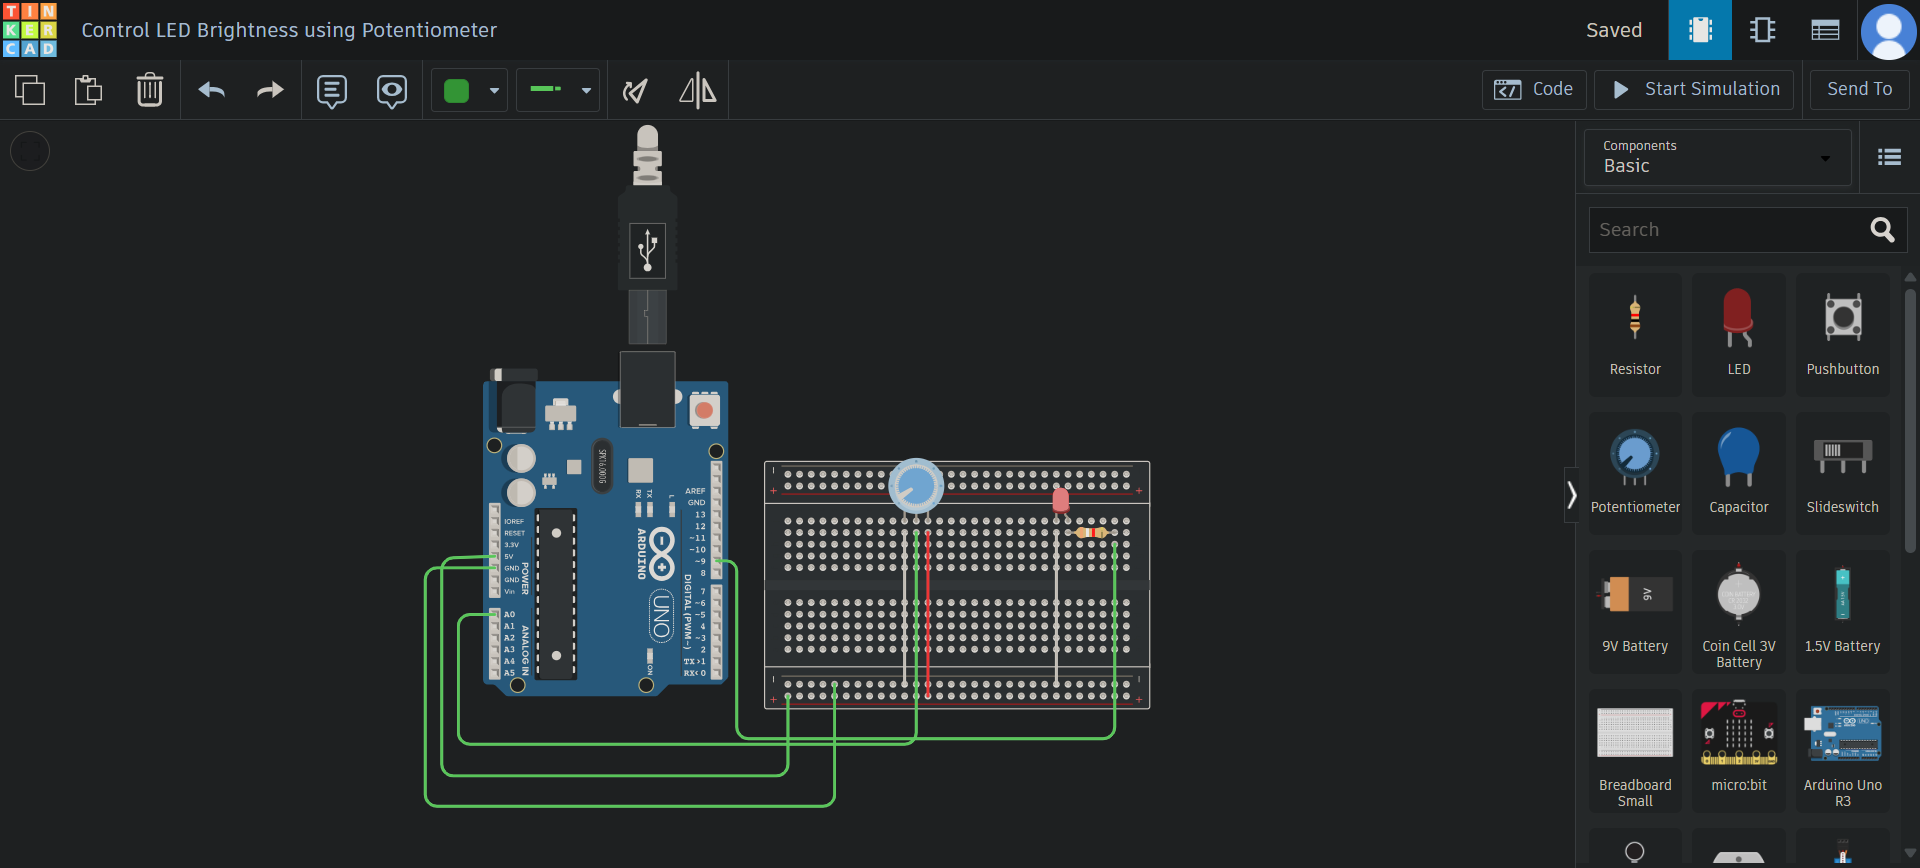 TIN
KER
CAD
Control LED Brightness using Potentiometer
Saved
Code
Start Simulation
Send To
Components
Basic
Search
Resistor
LED
Pushbutton
Potentiometer
Capacitor
Slideswitch
9V
9V Battery
Coin Cell 3V
Battery
1.5V Battery
Breadboard
Small
micro:bit
Arduino Uno
R3
SPK16.000G
RX
TX
L
AREF
GND
13
12
~11
~10
~9
8
7
~6
~5
4
~3
2
TX>1
RX<0
DIGITAL (PWM~)
ARDUINO
UNO
ON
IOREF
RESET
3.3V
5V
GND
GND
Vin
POWER
A0
A1
A2
A3
A4
A5
ANALOG IN